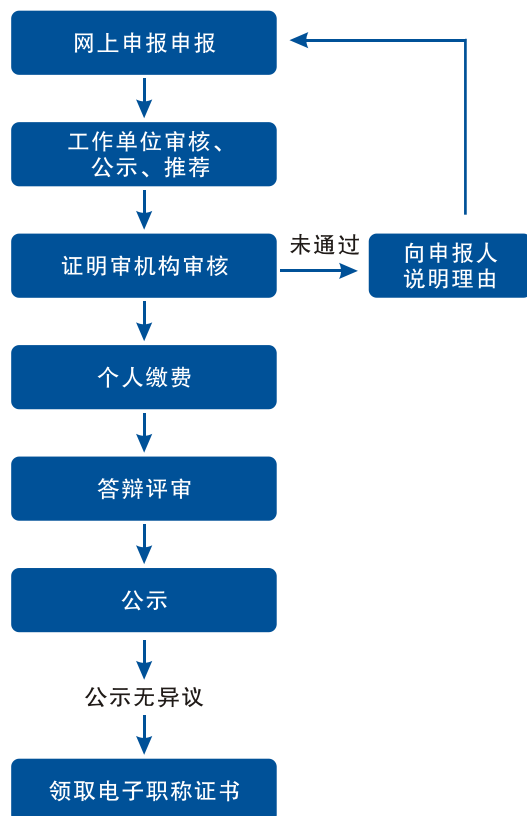 网上申报申报
工作单位审核、
公示、推荐
证明审机构审核
未通过
向申报人
说明理由
个人缴费
答辩评审
公示
公示无异议
领取电子职称证书